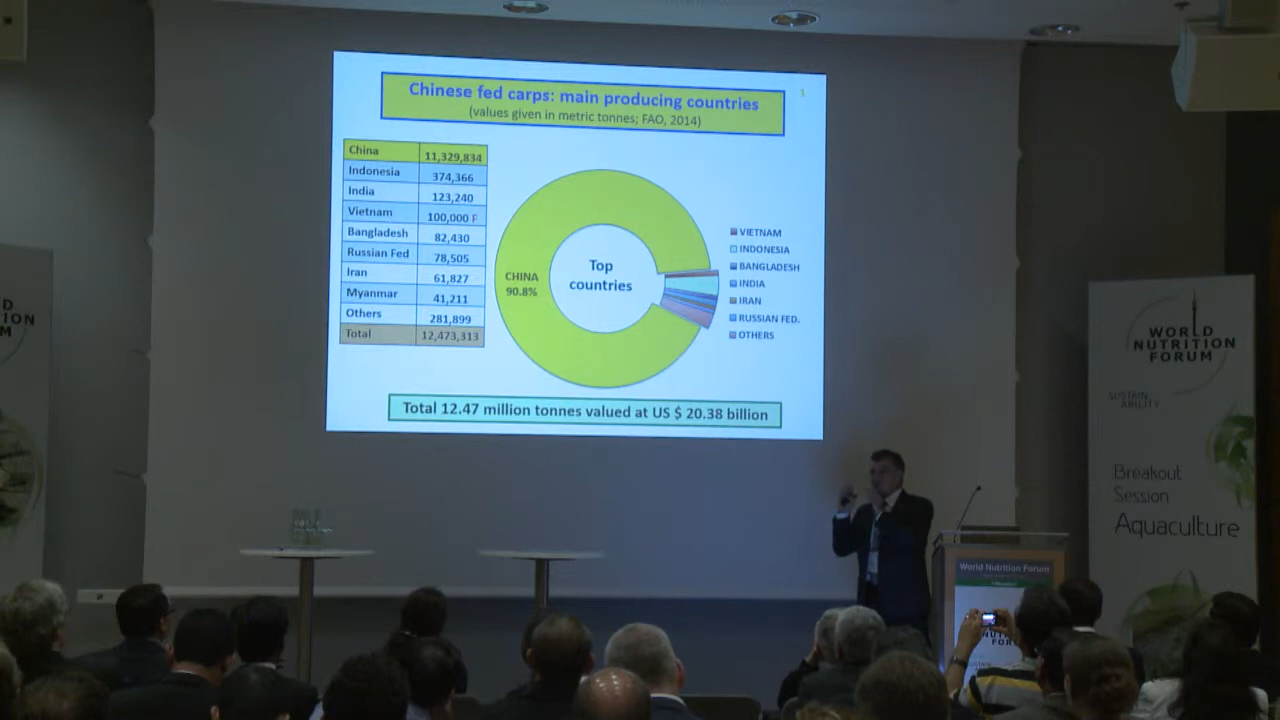 Chinese fed carps: main producing countries
(values given in metric tonnes; FAO, 2014)
1
China 11,329,834
Indonesia 374,366
India 123,240
Vietnam 100,000 F
Bangladesh 82,430
Russian Fed 78,505
Iran 61,827
Myanmar 41,211
Others 281,899
Total 12,473,313
CHINA
90.8%
Top
countries
VIETNAM
INDONESIA
BANGLADESH
INDIA
IRAN
RUSSIAN FED.
OTHERS
Total 12.47 million tonnes valued at US $ 20.38 billion
D
ION
M
WORLD
NUTRITION
FORUM
SUSTAIN
ABILITY
Breakout
Session
Aquaculture
World Nutrition Forum